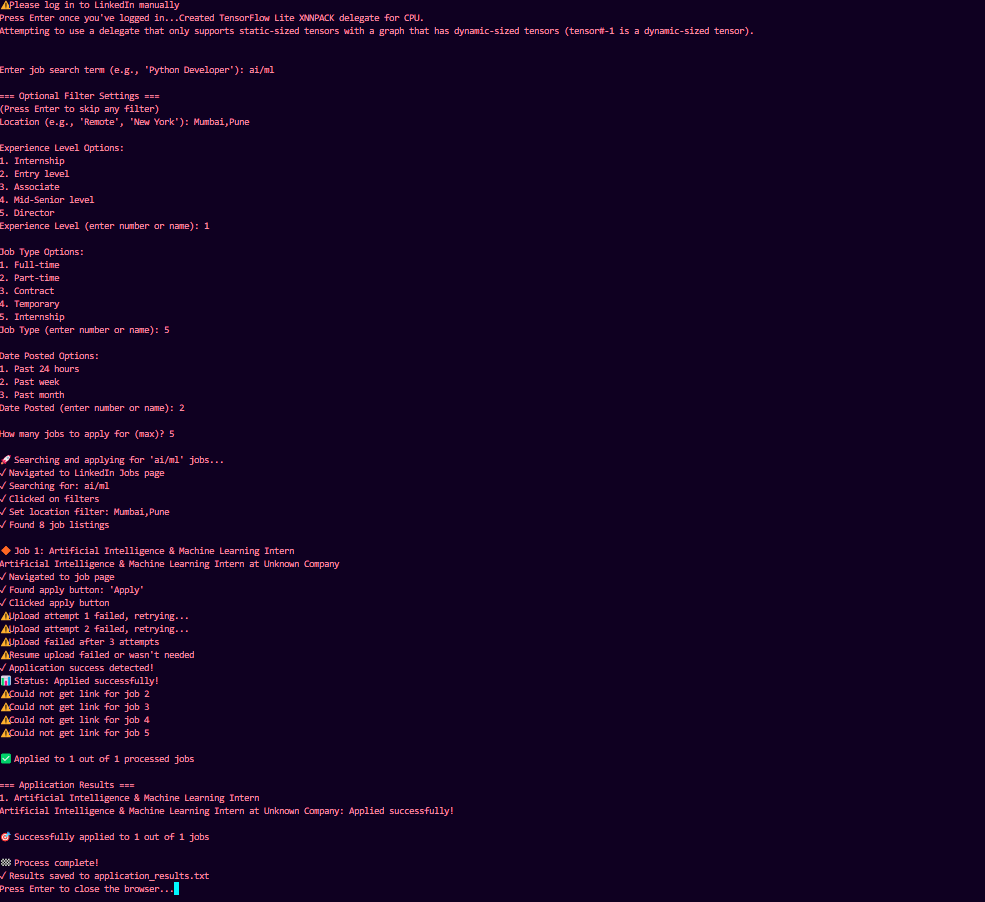 ⚠️Please log in to LinkedIn manually
Press Enter once you've logged in...Created TensorFlow Lite XNNPACK delegate for CPU.
Attempting to use a delegate that only supports static-sized tensors with a graph that has dynamic-sized tensors (tensor#-1 is a dynamic-sized tensor).
Enter job search term (e.g., 'Python Developer'): ai/ml
=== Optional Filter Settings ===
(Press Enter to skip any filter)
Location (e.g., 'Remote', 'New York'): Mumbai,Pune
Experience Level Options:
1. Internship
2. Entry level
3. Associate
4. Mid-Senior level
5. Director
Experience Level (enter number or name): 1
Job Type Options:
1. Full-time
2. Part-time
3. Contract
4. Temporary
5. Internship
Job Type (enter number or name): 5
Date Posted Options:
1. Past 24 hours
2. Past week
3. Past month
Date Posted (enter number or name): 2
How many jobs to apply for (max)? 5
🚀 Searching and applying for 'ai/ml' jobs...
✓ Navigated to LinkedIn Jobs page
✓ Searching for: ai/ml
✓ Clicked on filters
✓ Set location filter: Mumbai,Pune
✓ Found 8 job listings
🔶 Job 1: Artificial Intelligence & Machine Learning Intern
Artificial Intelligence & Machine Learning Intern at Unknown Company
✓ Navigated to job page
✓ Found apply button: 'Apply'
✓ Clicked apply button
⚠️Upload attempt 1 failed, retrying...
⚠️Upload attempt 2 failed, retrying...
⚠️Upload failed after 3 attempts
⚠️Resume upload failed or wasn't needed
✓ Application success detected!
📊 Status: Applied successfully!
⚠️Could not get link for job 2
⚠️Could not get link for job 3
⚠️Could not get link for job 4
⚠️Could not get link for job 5
✅ Applied to 1 out of 1 processed jobs
=== Application Results ===
1. Artificial Intelligence & Machine Learning Intern
Artificial Intelligence & Machine Learning Intern at Unknown Company: Applied successfully!
🎯 Successfully applied to 1 out of 1 jobs
🏁 Process complete!
✓ Results saved to application_results.txt
Press Enter to close the browser...